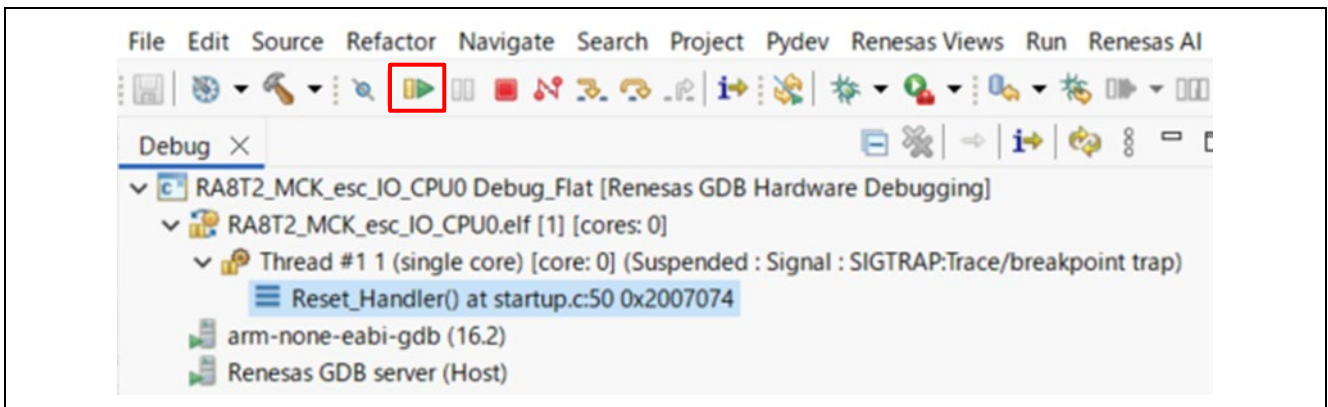 File Edit Source Refactor Navigate Search Project Pydev Renesas Views Run Renesas AI
Debug
RA8T2_MCK_esc_IO_CPU0 Debug_Flat [Renesas GDB Hardware Debugging]
RA8T2_MCK_esc_IO_CPU0.elf [1] [cores: 0]
Thread #1 1 (single core) [core: 0] (Suspended : Signal : SIGTRAP:Trace/breakpoint trap)
Reset_Handler() at startup.c:50 0x2007074
arm-none-eabi-gdb (16.2)
Renesas GDB server (Host)